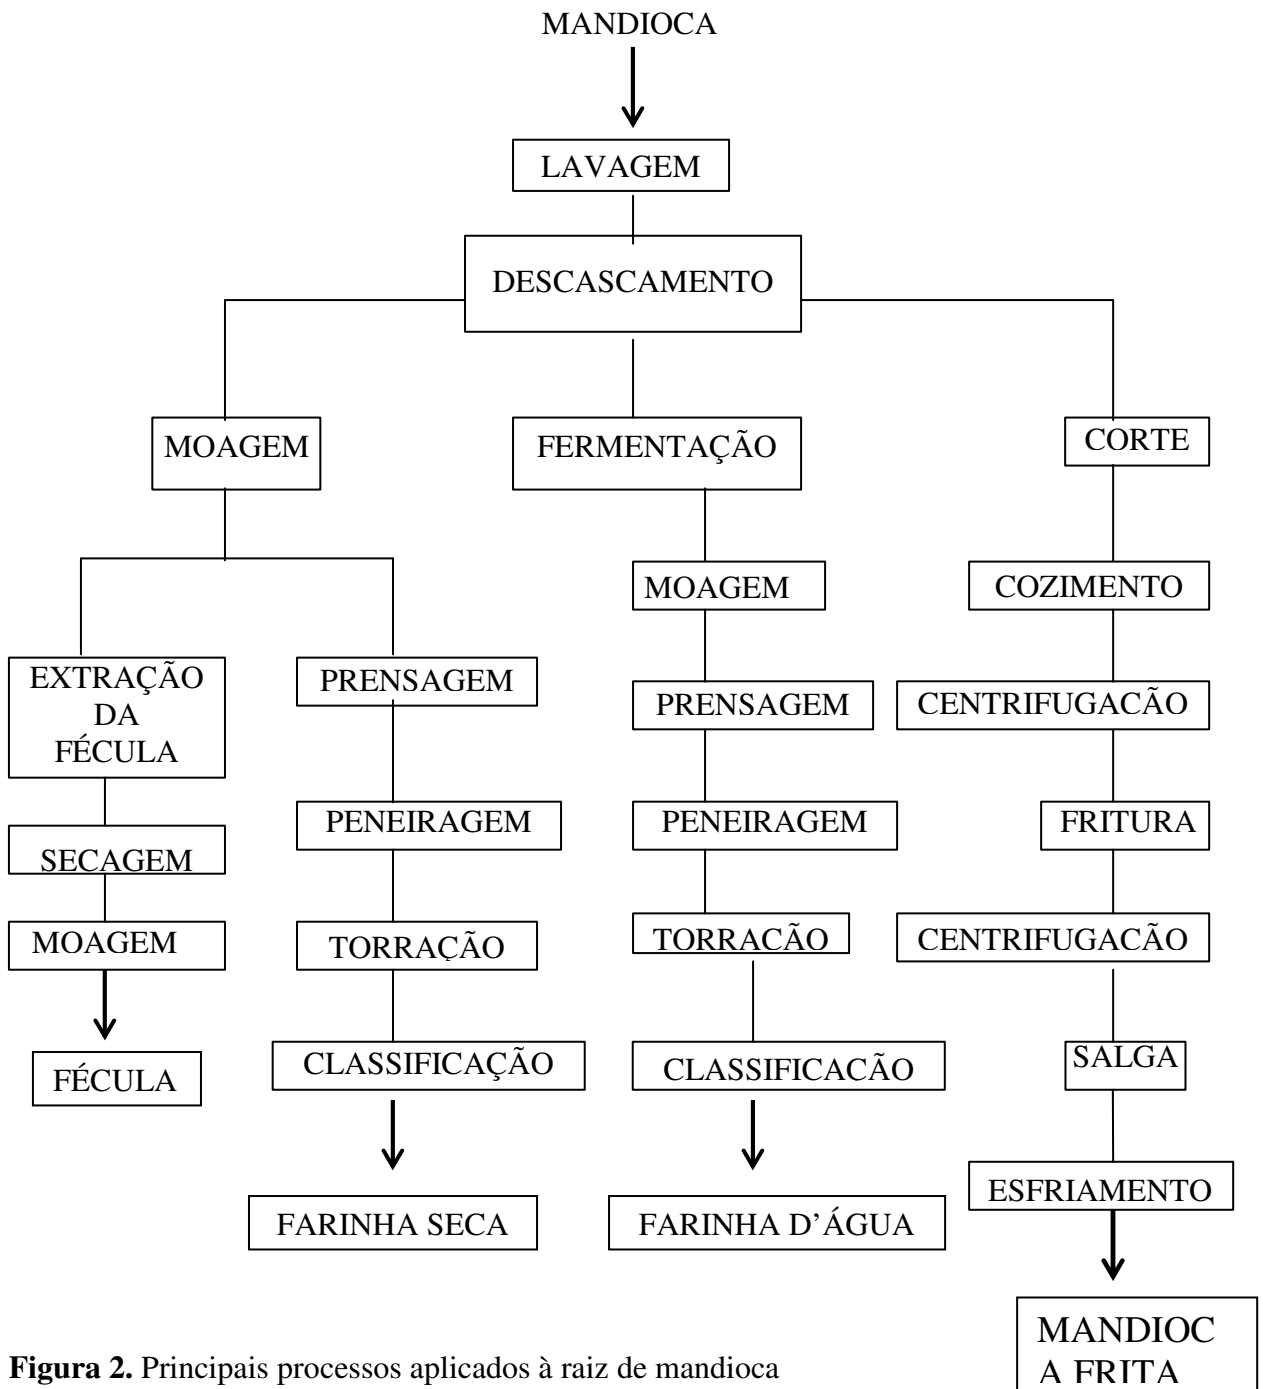 MANDIOCA
LAVAGEM
DESCASCAMENTO
MOAGEM
FERMENTAÇÃO
CORTE
MOAGEM
COZIMENTO
EXTRAÇÃO
DA
FÉCULA
PRENSAGEM
PRENSAGEM
CENTRIFUGACÃO
PENEIRAGEM
PENEIRAGEM
FRITURA
SECAGEM
MOAGEM
TORRAÇÃO
TORRACÃO
CENTRIFUGACÃO
FÉCULA
CLASSIFICAÇÃO
CLASSIFICACÃO
SALGA
ESFRIAMENTO
FARINHA SECA
FARINHA D’ÁGUA
MANDIOC
A FRITA
Figura 2. Principais processos aplicados à raiz de mandioca